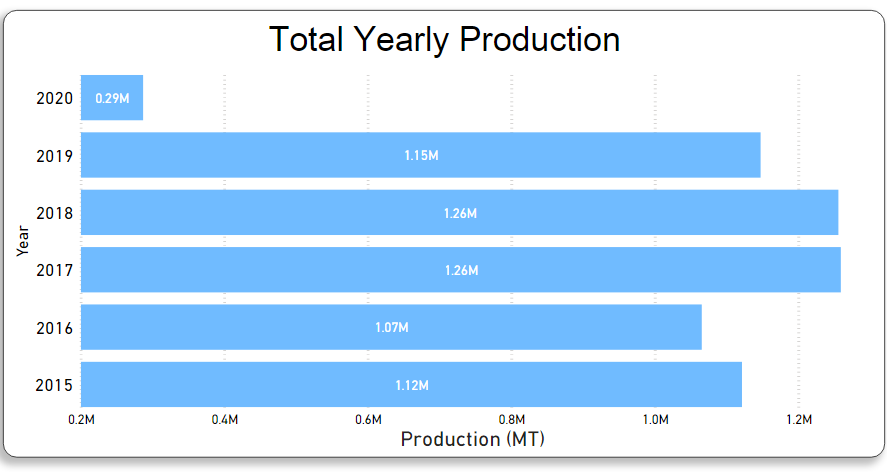 Total Yearly Production
2020 0.29M
2019 1.15M
2018 1.26M
Year
2017 1.26M
2016 1.07M
2015 1.12M
0.2M 0.4M 0.6M 0.8M 1.0M 1.2M
Production (MT)